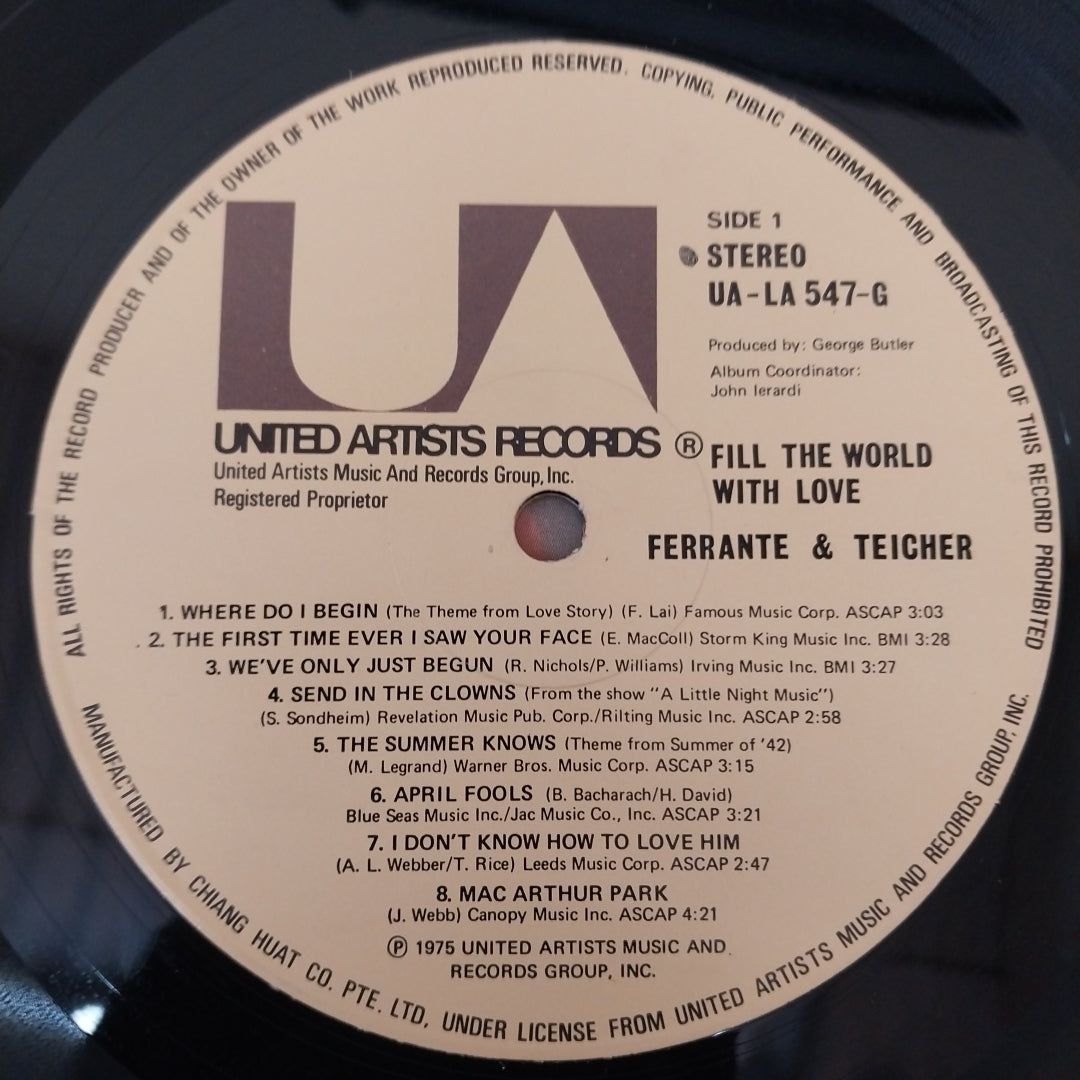 ALL RIGHTS OF THE RECORD PRODUCER AND OF THE OWNER OF THE WORK REPRODUCED RESERVED. COPYING, PUBLIC PERFORMANCE AND BROADCASTING OF THIS RECORD PROHIBITED
UA
SIDE 1
STEREO
UA-LA 547-G
Produced by: George Butler
Album Coordinator:
John Ierardi
UNITED ARTISTS RECORDS ®
United Artists Music And Records Group, Inc.
Registered Proprietor
FILL THE WORLD
WITH LOVE
FERRANTE & TEICHER
1. WHERE DO I BEGIN (The Theme from Love Story) (F. Lai) Famous Music Corp. ASCAP 3:03
2. THE FIRST TIME EVER I SAW YOUR FACE (E. MacColl) Storm King Music Inc. BMI 3:28
3. WE'VE ONLY JUST BEGUN (R. Nichols/P. Williams) Irving Music Inc. BMI 3:27
4. SEND IN THE CLOWNS (From the show "A Little Night Music")
(S. Sondheim) Revelation Music Pub. Corp./Rilting Music Inc. ASCAP 2:58
5. THE SUMMER KNOWS (Theme from Summer of '42)
(M. Legrand) Warner Bros. Music Corp. ASCAP 3:15
6. APRIL FOOLS (B. Bacharach/H. David)
Blue Seas Music Inc./Jac Music Co., Inc. ASCAP 3:21
7. I DON'T KNOW HOW TO LOVE HIM
(A. L. Webber/T. Rice) Leeds Music Corp. ASCAP 2:47
8. MAC ARTHUR PARK
(J. Webb) Canopy Music Inc. ASCAP 4:21
℗ 1975 UNITED ARTISTS MUSIC AND
RECORDS GROUP, INC.
MANUFACTURED BY CHIANG HUAT CO. PTE. LTD, UNDER LICENSE FROM UNITED ARTISTS MUSIC AND RECORDS GROUP, INC.